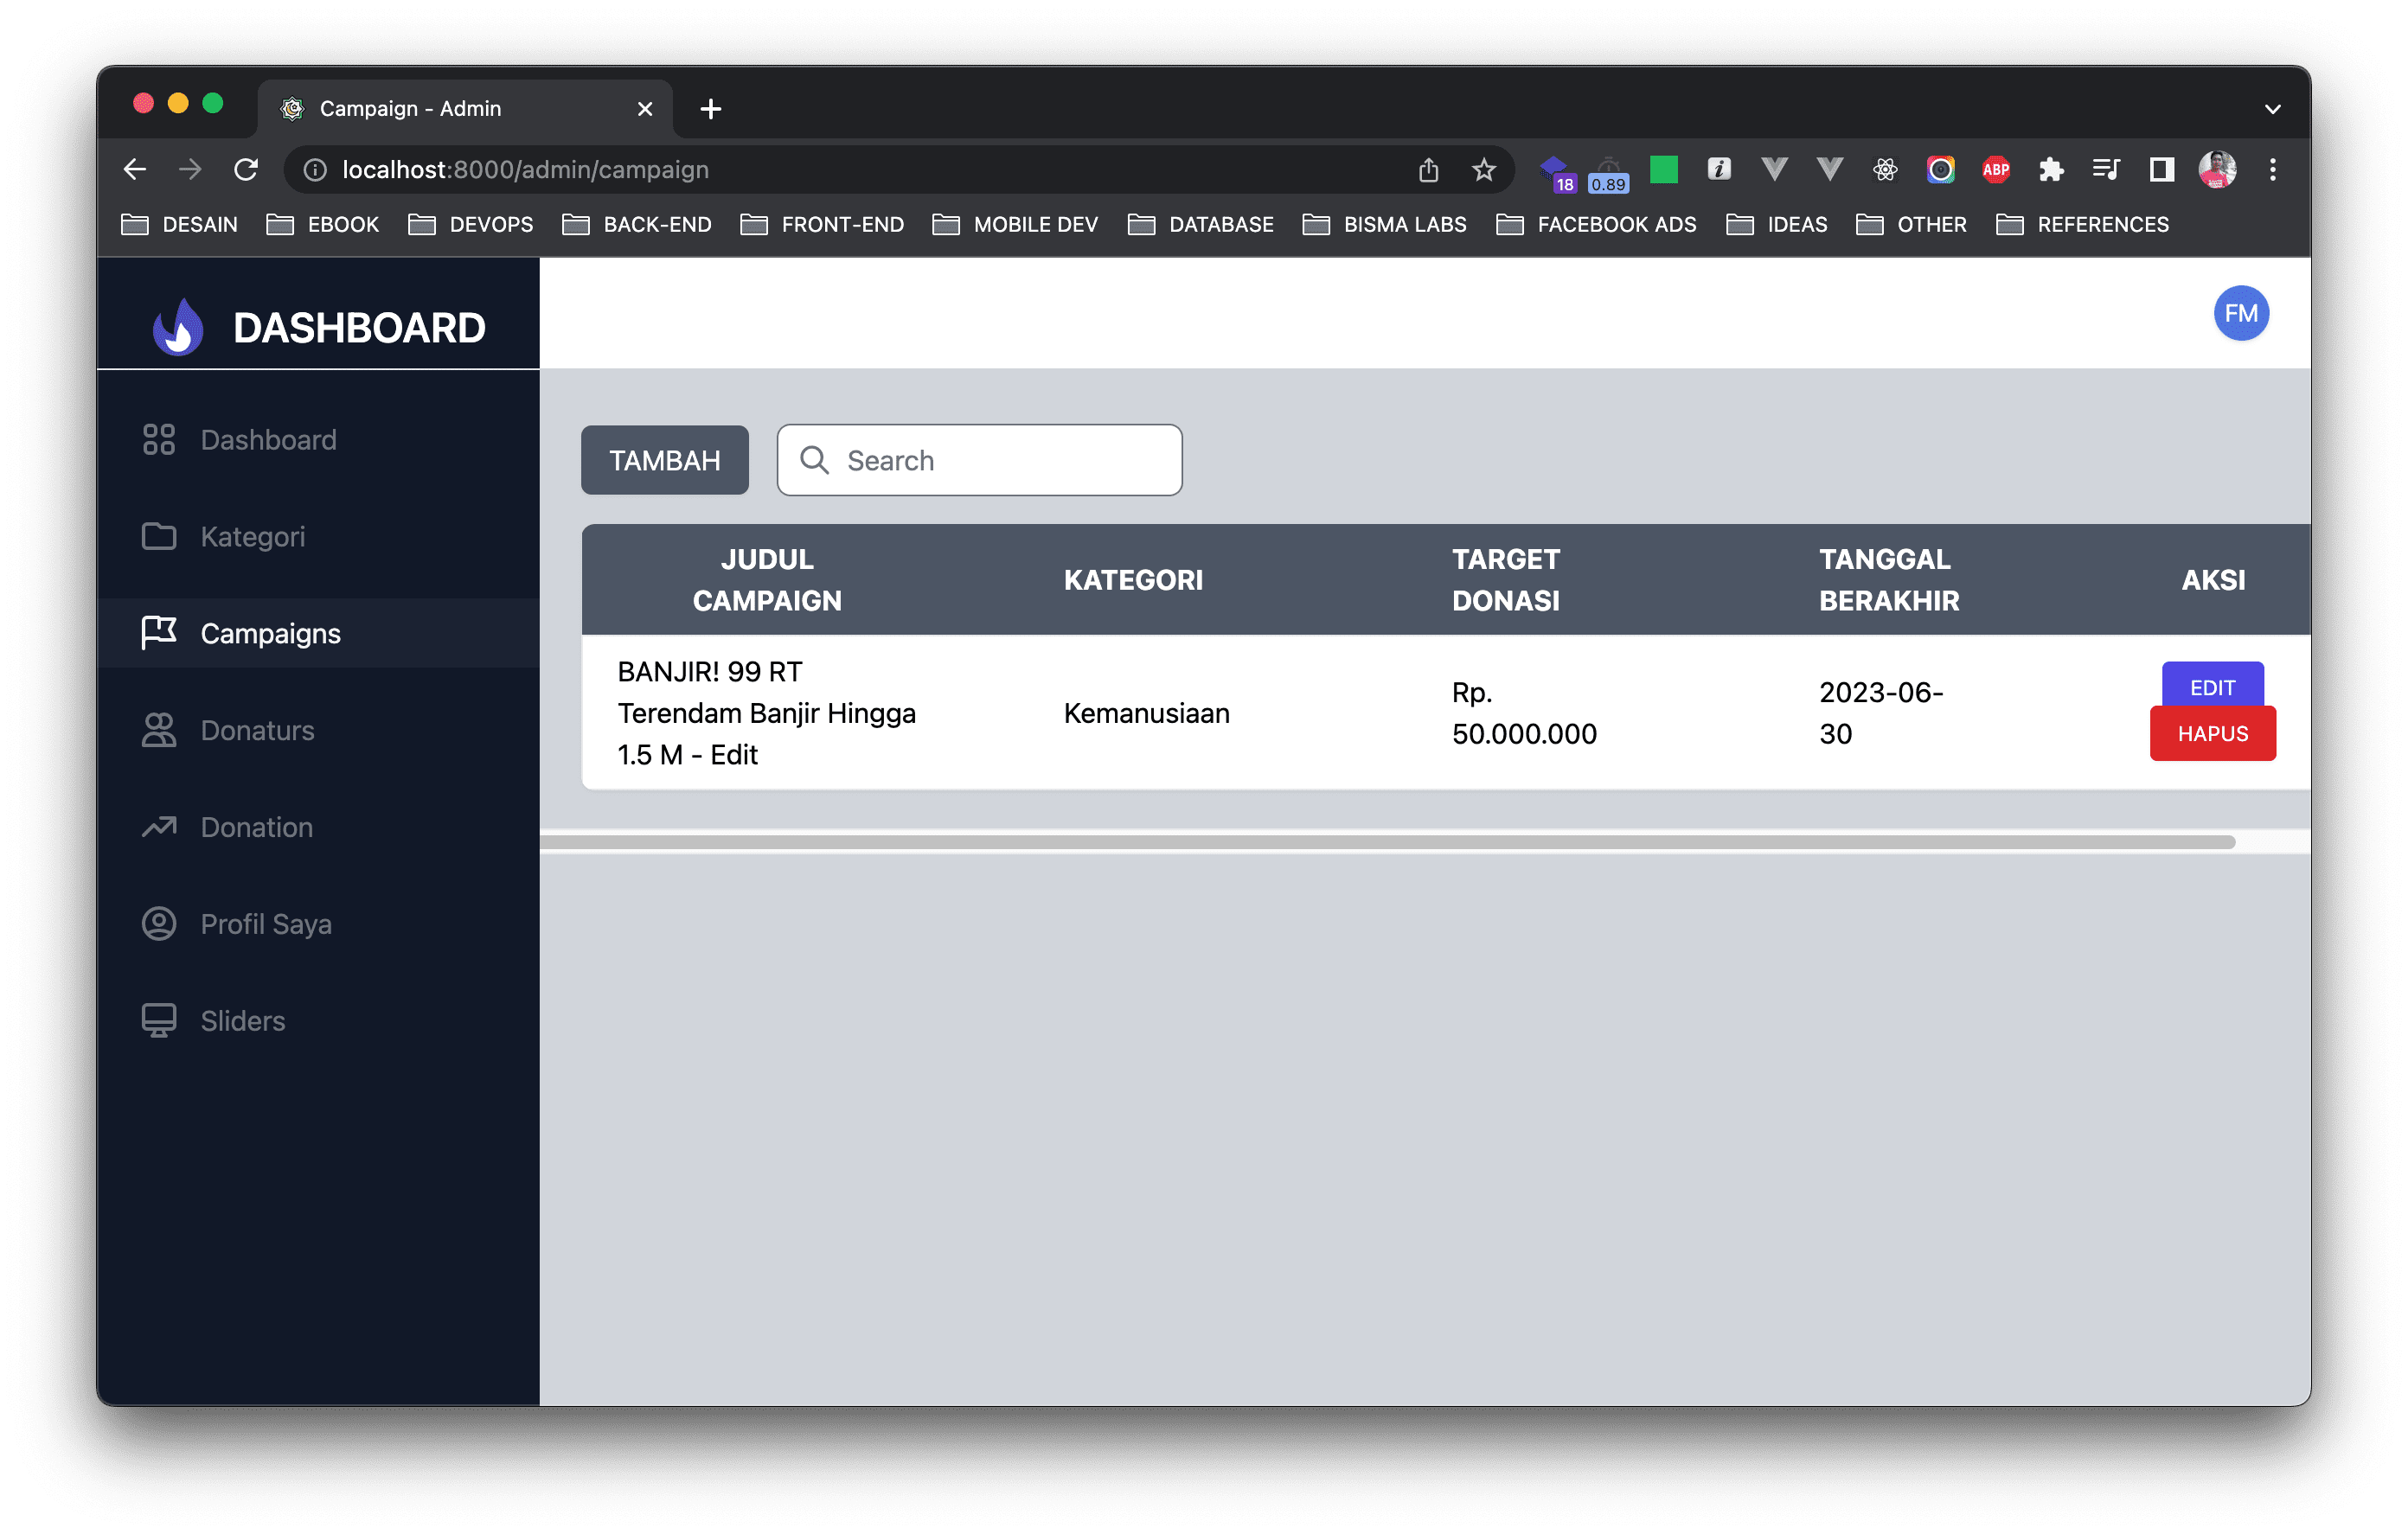 Campaign - Admin
localhost:8000/admin/campaign
18
0.89
ABP
DESAIN
EBOOK
DEVOPS
BACK-END
FRONT-END
MOBILE DEV
DATABASE
BISMA LABS
FACEBOOK ADS
IDEAS
OTHER
REFERENCES
DASHBOARD
FM
Dashboard
Kategori
Campaigns
Donaturs
Donation
Profil Saya
Sliders
TAMBAH
Search
JUDUL
CAMPAIGN
KATEGORI
TARGET
DONASI
TANGGAL
BERAKHIR
AKSI
BANJIR! 99 RT
Terendam Banjir Hingga
1.5 M - Edit
Kemanusiaan
Rp.
50.000.000
2023-06-
30
EDIT
HAPUS